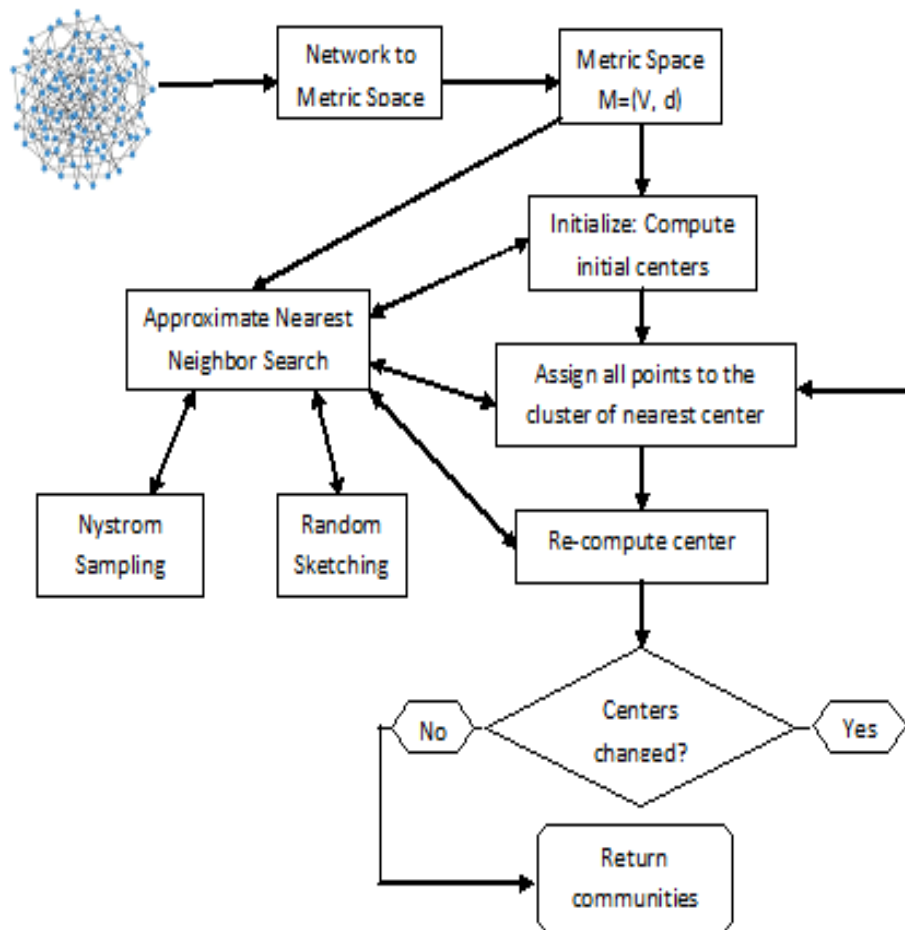 Network to
Metric Space
Metric Space
M=(V, d)
Initialize: Compute
initial centers
Approximate Nearest
Neighbor Search
Assign all points to the
cluster of nearest center
Nystrom
Sampling
Random
Sketching
Re-compute center
Centers
changed?
No
Yes
Return
communities